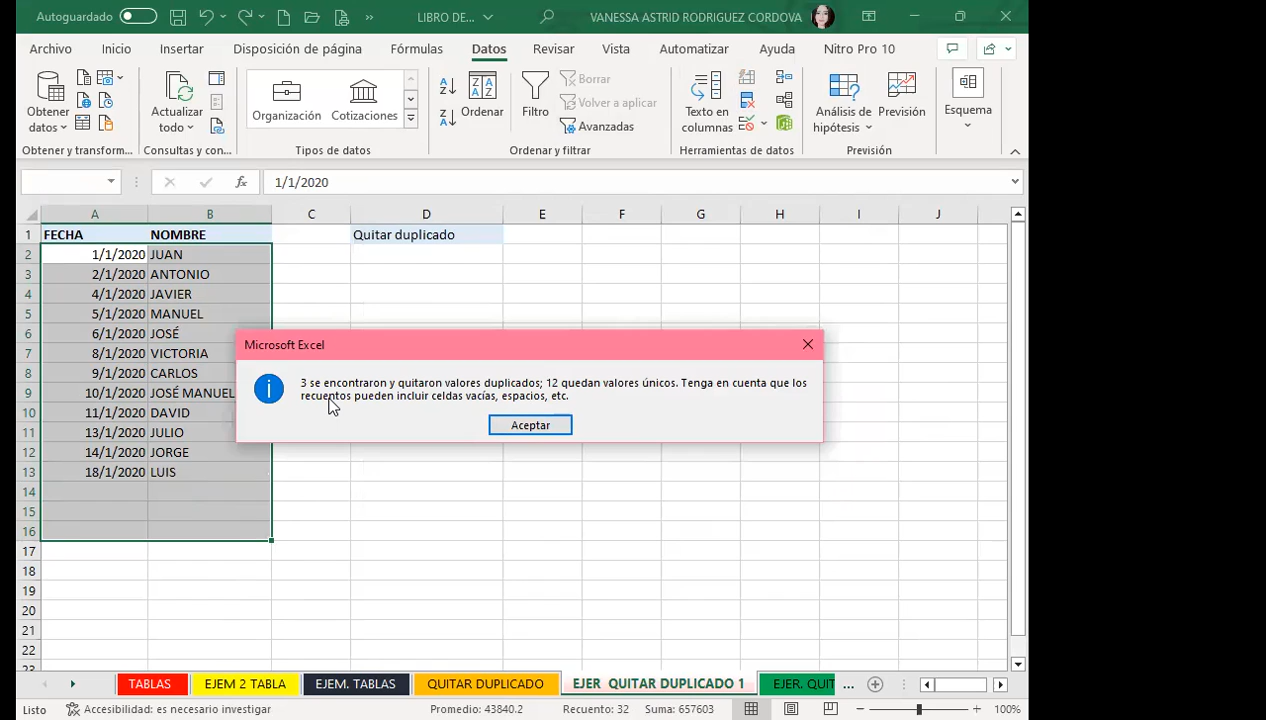 Autoguardado
LIBRO DE...
VANESSA ASTRID RODRIGUEZ CORDOVA
Archivo Inicio Insertar Disposición de página Fórmulas Datos Revisar Vista Automatizar Ayuda Nitro Pro 10
Obtener datos
Actualizar todo
Organización
Cotizaciones
Ordenar
Filtro
Borrar
Volver a aplicar
Avanzadas
Texto en columnas
Análisis de hipótesis
Previsión
Esquema
Obtener y transform... Consultas y con... Tipos de datos Ordenar y filtrar Herramientas de datos Previsión
fx 1/1/2020
A B C D E F G H I J
1 FECHA NOMBRE Quitar duplicado
2 1/1/2020 JUAN
3 2/1/2020 ANTONIO
4 4/1/2020 JAVIER
5 5/1/2020 MANUEL
6 6/1/2020 JOSÉ
7 8/1/2020 VICTORIA
8 9/1/2020 CARLOS
9 10/1/2020 JOSÉ MANUEL
10 11/1/2020 DAVID
11 13/1/2020 JULIO
12 14/1/2020 JORGE
13 18/1/2020 LUIS
14
15
16
17
18
19
20
21
22
23
Microsoft Excel
3 se encontraron y quitaron valores duplicados; 12 quedan valores únicos. Tenga en cuenta que los
recuentos pueden incluir celdas vacías, espacios, etc.
Aceptar
TABLAS EJEM 2 TABLA EJEM. TABLAS QUITAR DUPLICADO EJER QUITAR DUPLICADO 1 EJER. QUIT ...
Listo Accesibilidad: es necesario investigar Promedio: 43840.2 Recuento: 32 Suma: 657603 100%